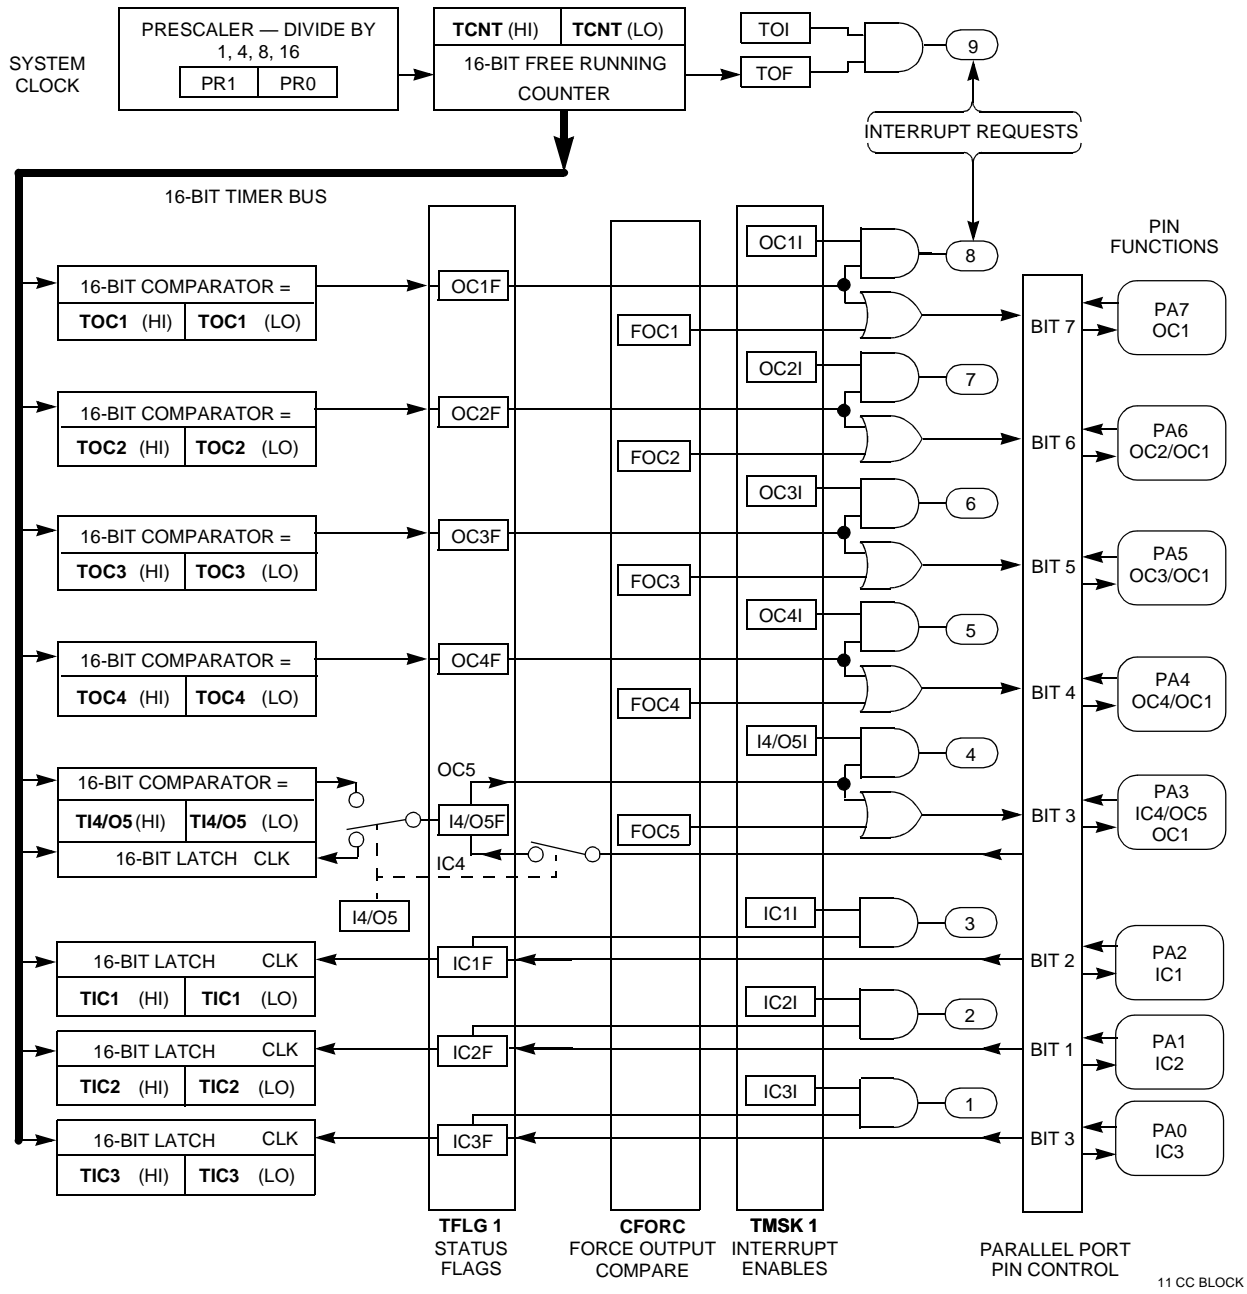 SYSTEM
CLOCK
PRESCALER — DIVIDE BY
1, 4, 8, 16
PR1 PR0
TCNT (HI) TCNT (LO)
16-BIT FREE RUNNING
COUNTER
TOI
TOF
9
INTERRUPT REQUESTS
16-BIT TIMER BUS
PIN
FUNCTIONS
OC1I
8
16-BIT COMPARATOR =
TOC1 (HI) TOC1 (LO)
OC1F
FOC1
BIT 7
PA7
OC1
OC2I
7
16-BIT COMPARATOR =
TOC2 (HI) TOC2 (LO)
OC2F
FOC2
BIT 6
PA6
OC2/OC1
OC3I
6
16-BIT COMPARATOR =
TOC3 (HI) TOC3 (LO)
OC3F
FOC3
BIT 5
PA5
OC3/OC1
OC4I
5
16-BIT COMPARATOR =
TOC4 (HI) TOC4 (LO)
OC4F
FOC4
BIT 4
PA4
OC4/OC1
I4/O5I
4
16-BIT COMPARATOR =
TI4/O5 (HI) TI4/O5 (LO)
16-BIT LATCH CLK
OC5
I4/O5F
IC4
I4/O5
FOC5
BIT 3
PA3
IC4/OC5
OC1
IC1I
3
16-BIT LATCH CLK
TIC1 (HI) TIC1 (LO)
IC1F
BIT 2
PA2
IC1
IC2I
2
16-BIT LATCH CLK
TIC2 (HI) TIC2 (LO)
IC2F
BIT 1
PA1
IC2
IC3I
1
16-BIT LATCH CLK
TIC3 (HI) TIC3 (LO)
IC3F
BIT 3
PA0
IC3
TFLG 1
STATUS
FLAGS
CFORC
FORCE OUTPUT
COMPARE
TMSK 1
INTERRUPT
ENABLES
PARALLEL PORT
PIN CONTROL
11 CC BLOCK